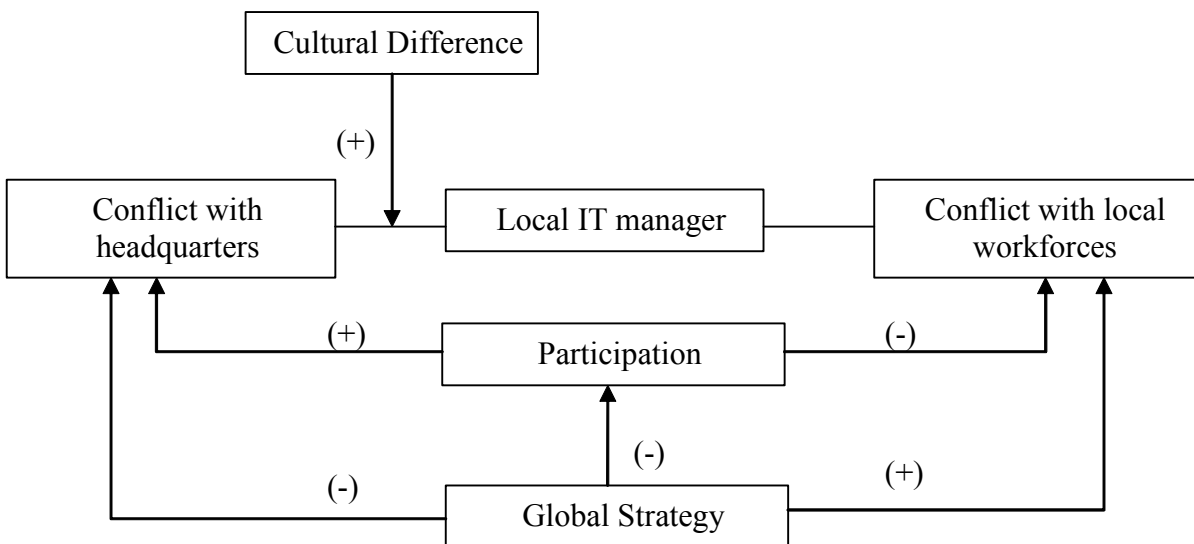 Cultural Difference
(+)
Conflict with
headquarters
Local IT manager
Conflict with local
workforces
(+)
Participation
(-)
(-)
(-)
Global Strategy
(+)